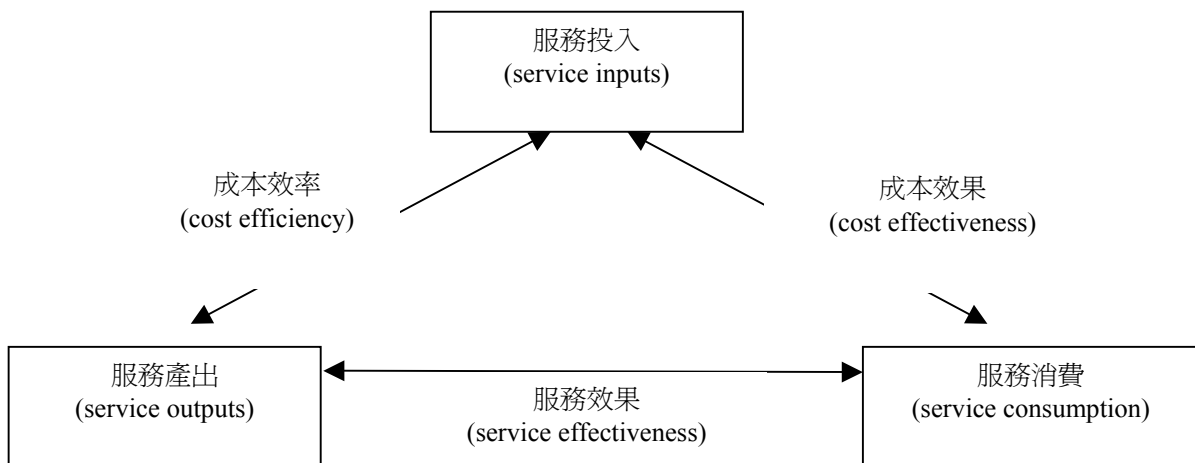 服務投入
(service inputs)
成本效率
(cost efficiency)
成本效果
(cost effectiveness)
服務產出
(service outputs)
服務效果
(service effectiveness)
服務消費
(service consumption)